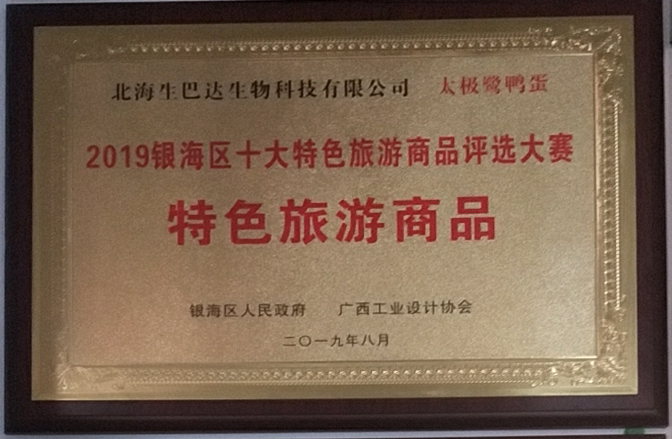 北海生巴达生物科技有限公司 太极鹭鸭蛋
2019银海区十大特色旅游商品评选大赛
特色旅游商品
银海区人民政府 广西工业设计协会
二〇一九年八月